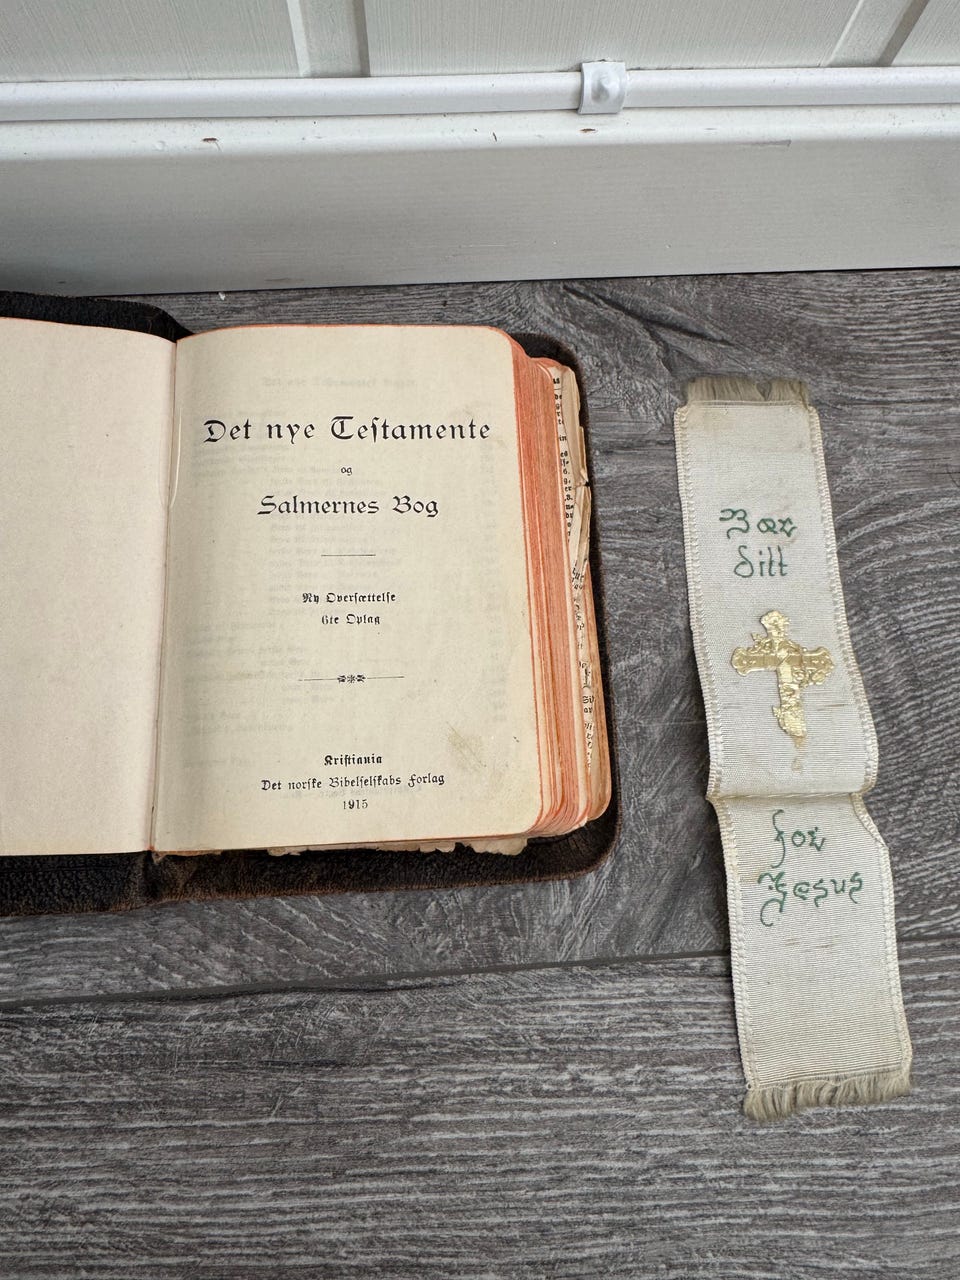 Det nye Testamente
og
Salmernes Bog
Ny Oversættelse
6te Oplag
Kristiania
Det norske Bibelselskabs Forlag
1915
Bær
ditt
for
Jesus